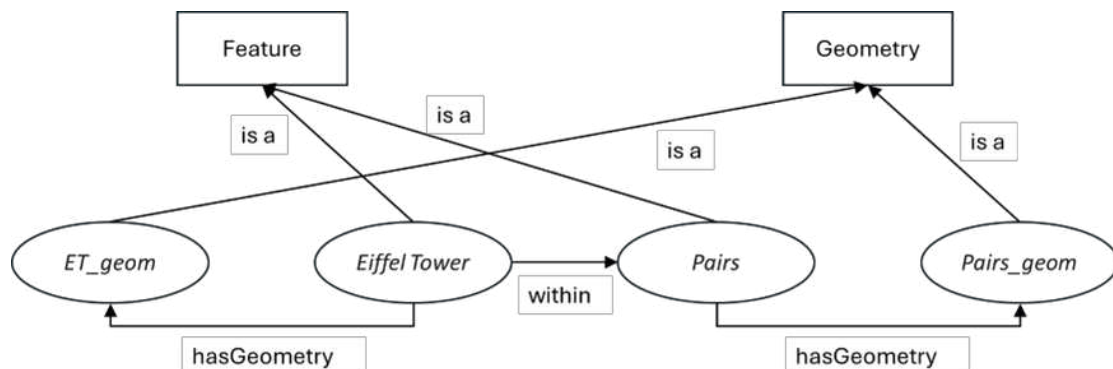 Feature
Geometry
is a
is a
is a
is a
ET_geom
Eiffel Tower
Pairs
Pairs_geom
within
hasGeometry
hasGeometry